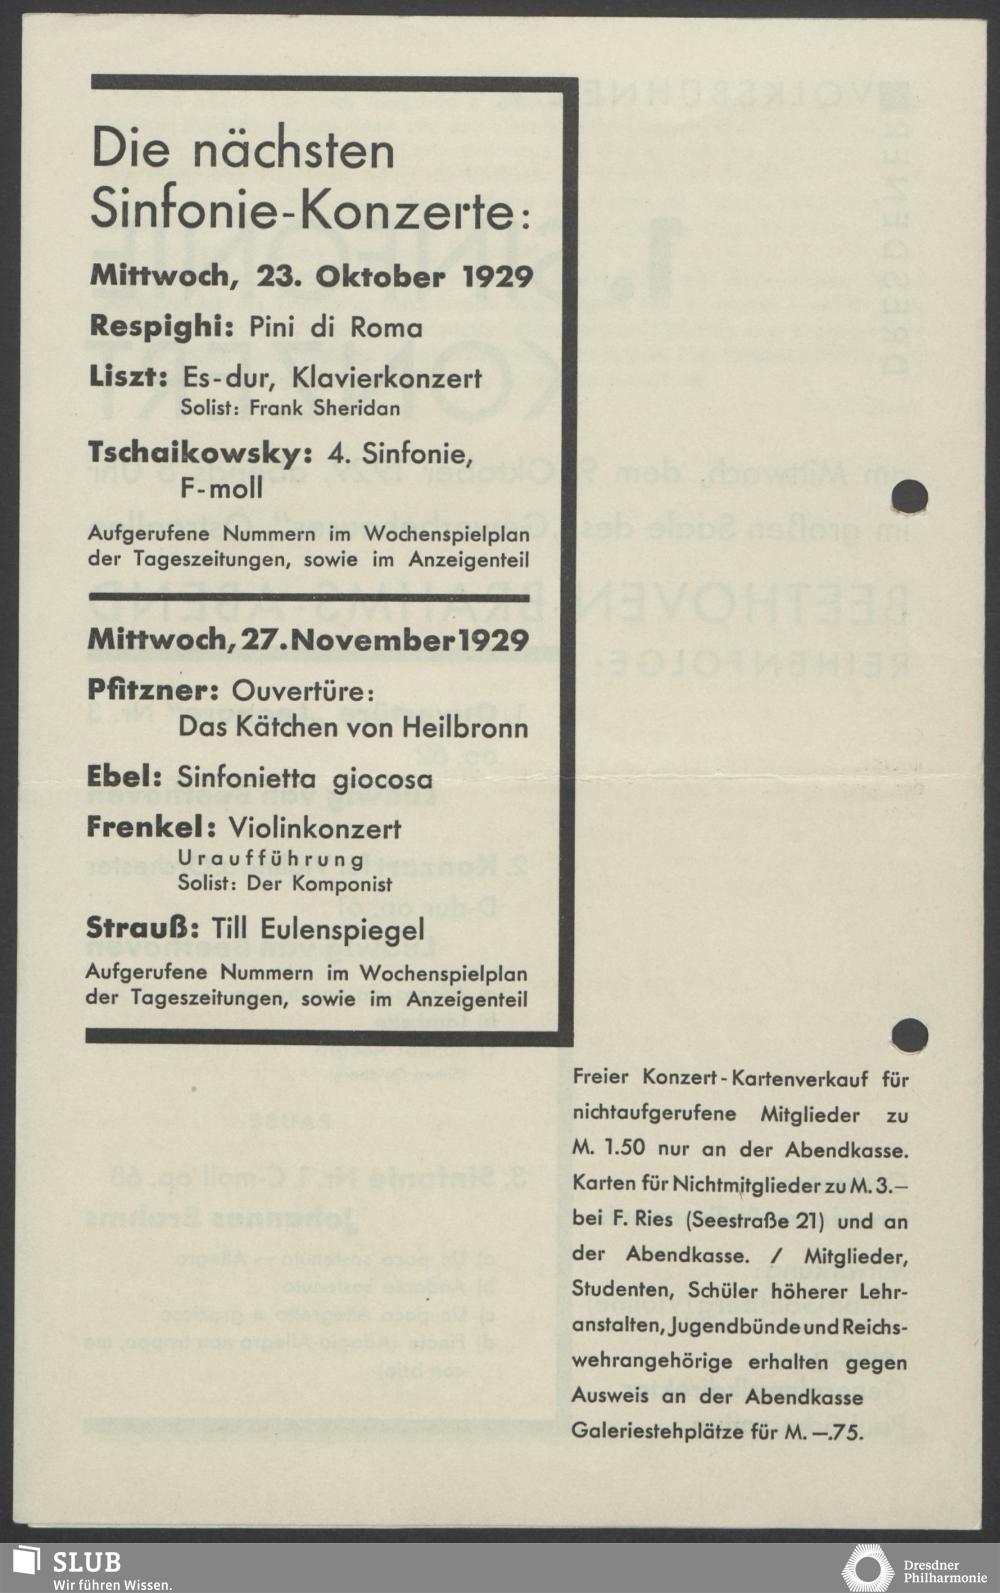 Die nächsten
Sinfonie-Konzerte:
Mittwoch, 23. Oktober 1929
Respighi: Pini di Roma
Liszt: Es-dur, Klavierkonzert
Solist: Frank Sheridan
Tschaikowsky: 4. Sinfonie,
F-moll
Aufgerufene Nummern im Wochenspielplan
der Tageszeitungen, sowie im Anzeigenteil
Mittwoch, 27. November 1929
Pfitzner: Ouvertüre:
Das Kätchen von Heilbronn
Ebel: Sinfonietta giocosa
Frenkel: Violinkonzert
Uraufführung
Solist: Der Komponist
Strauß: Till Eulenspiegel
Aufgerufene Nummern im Wochenspielplan
der Tageszeitungen, sowie im Anzeigenteil
Freier Konzert-Kartenverkauf für
nichtaufgerufene Mitglieder zu
M. 1.50 nur an der Abendkasse.
Karten für Nichtmitglieder zu M. 3.—
bei F. Ries (Seestraße 21) und an
der Abendkasse. / Mitglieder,
Studenten, Schüler höherer Lehr-
anstalten, Jugendbünde und Reichs-
wehrangehörige erhalten gegen
Ausweis an der Abendkasse
Galeriestehplätze für M. —.75.
SLUB
Wir führen Wissen.
Dresdner
Philharmonie